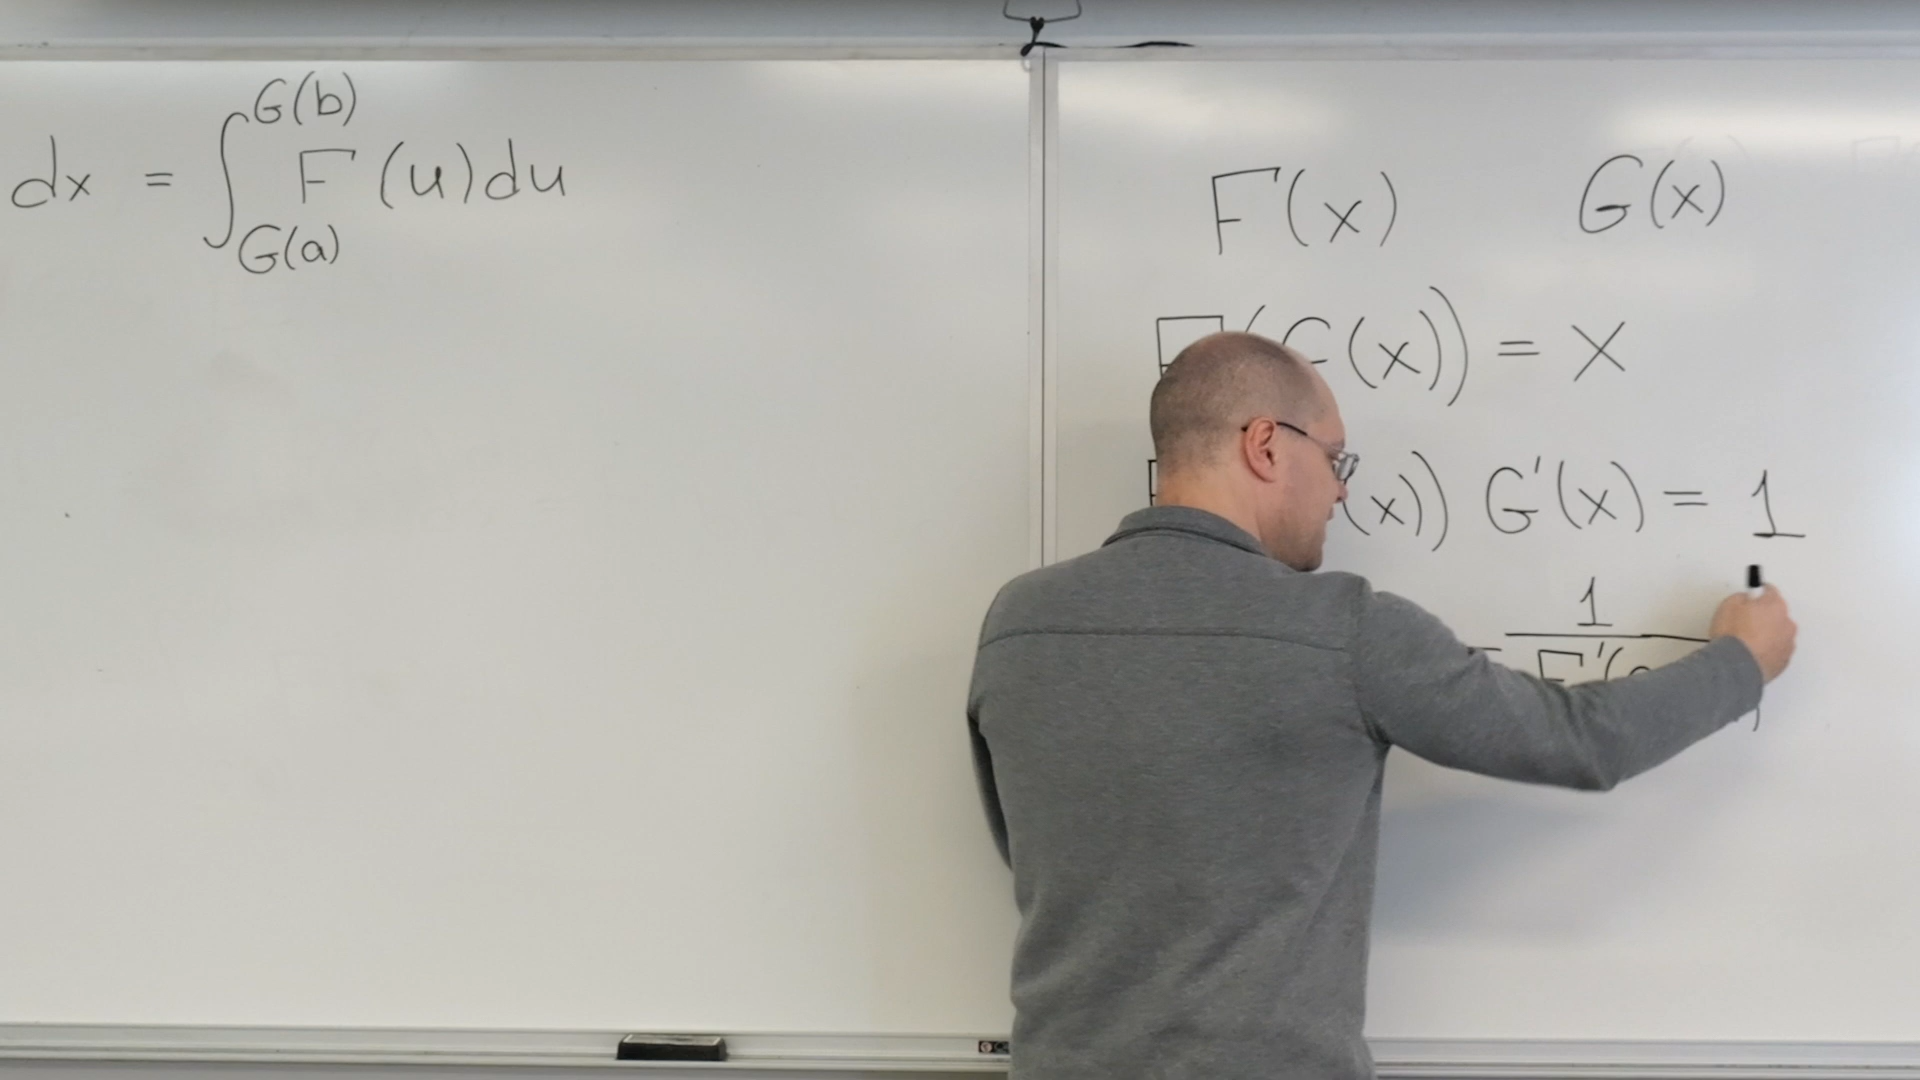 dx = ∫_{G(a)}^{G(b)} F(u)du
F(x) G(x)
F(G(x)) = x
(x)) G'(x) = 1
1
F'(